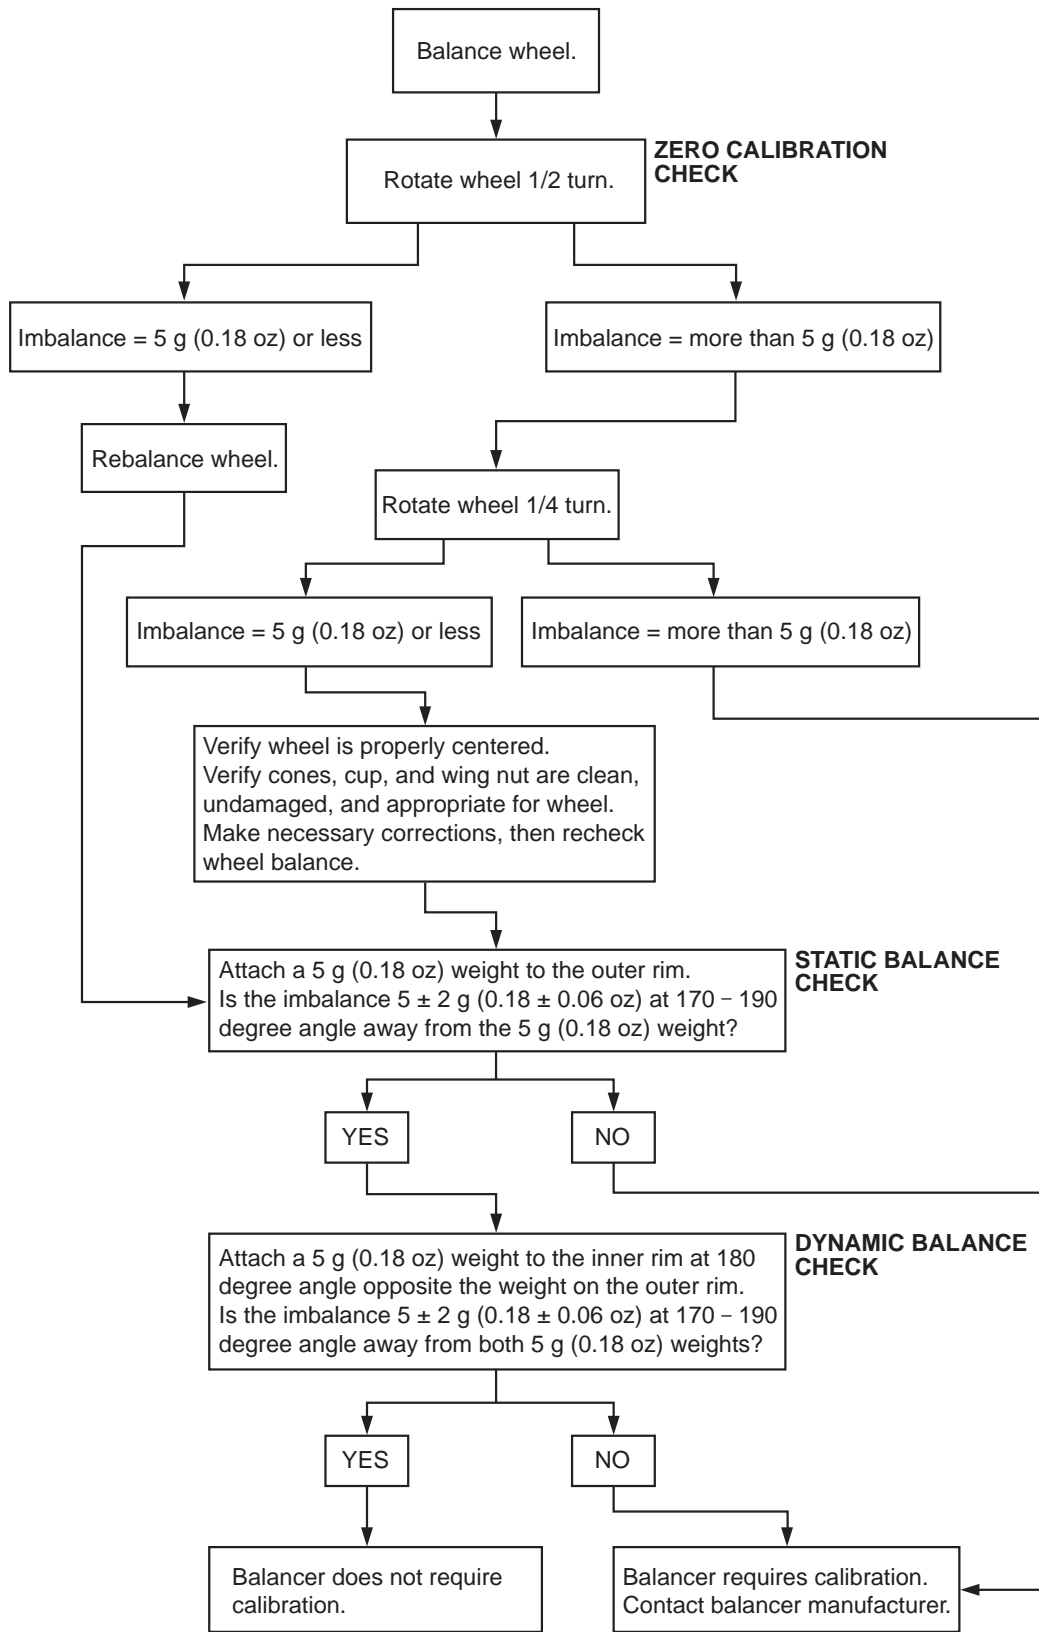 Balance wheel.
ZERO CALIBRATION
CHECK
Rotate wheel 1/2 turn.
Imbalance = 5 g (0.18 oz) or less
Imbalance = more than 5 g (0.18 oz)
Rebalance wheel.
Rotate wheel 1/4 turn.
Imbalance = 5 g (0.18 oz) or less
Imbalance = more than 5 g (0.18 oz)
Verify wheel is properly centered.
Verify cones, cup, and wing nut are clean,
undamaged, and appropriate for wheel.
Make necessary corrections, then recheck
wheel balance.
STATIC BALANCE
CHECK
Attach a 5 g (0.18 oz) weight to the outer rim.
Is the imbalance 5 ± 2 g (0.18 ± 0.06 oz) at 170 – 190
degree angle away from the 5 g (0.18 oz) weight?
YES
NO
DYNAMIC BALANCE
CHECK
Attach a 5 g (0.18 oz) weight to the inner rim at 180
degree angle opposite the weight on the outer rim.
Is the imbalance 5 ± 2 g (0.18 ± 0.06 oz) at 170 – 190
degree angle away from both 5 g (0.18 oz) weights?
YES
NO
Balancer does not require
calibration.
Balancer requires calibration.
Contact balancer manufacturer.